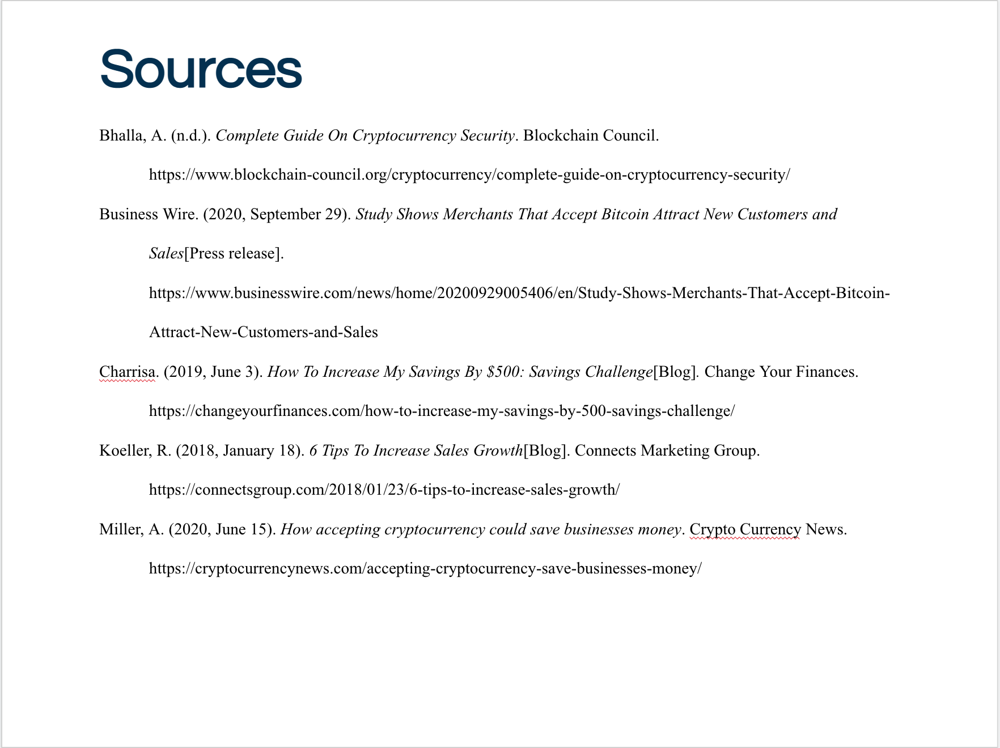 Sources
Bhalla, A. (n.d.). Complete Guide On Cryptocurrency Security. Blockchain Council.
https://www.blockchain-council.org/cryptocurrency/complete-guide-on-cryptocurrency-security/
Business Wire. (2020, September 29). Study Shows Merchants That Accept Bitcoin Attract New Customers and
Sales[Press release].
https://www.businesswire.com/news/home/20200929005406/en/Study-Shows-Merchants-That-Accept-Bitcoin-
Attract-New-Customers-and-Sales
Charrisa. (2019, June 3). How To Increase My Savings By $500: Savings Challenge[Blog]. Change Your Finances.
https://changeyourfinances.com/how-to-increase-my-savings-by-500-savings-challenge/
Koeller, R. (2018, January 18). 6 Tips To Increase Sales Growth[Blog]. Connects Marketing Group.
https://connectsgroup.com/2018/01/23/6-tips-to-increase-sales-growth/
Miller, A. (2020, June 15). How accepting cryptocurrency could save businesses money. Crypto Currency News.
https://cryptocurrencynews.com/accepting-cryptocurrency-save-businesses-money/